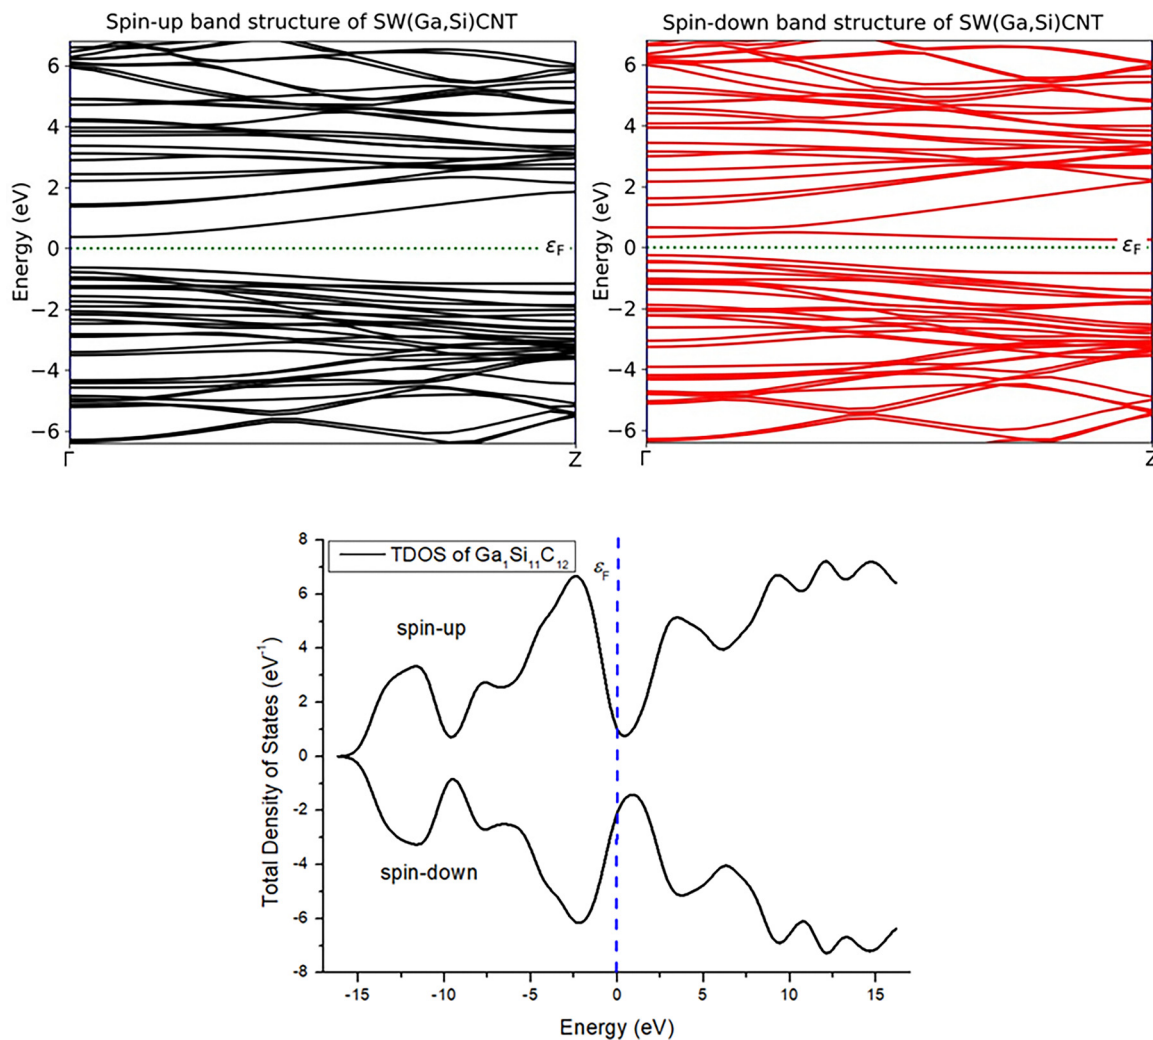 Spin-up band structure of SW(Ga,Si)CNT
Energy (eV)
6
4
2
0
−2
−4
−6
εF
Γ
Z
Spin-down band structure of SW(Ga,Si)CNT
Energy (eV)
6
4
2
0
−2
−4
−6
εF
Γ
Z
Total Density of States (eV⁻¹)
8
6
4
2
0
-2
-4
-6
-8
TDOS of Ga₁Si₁₁C₁₂
εF
spin-up
spin-down
-15 -10 -5 0 5 10 15
Energy (eV)